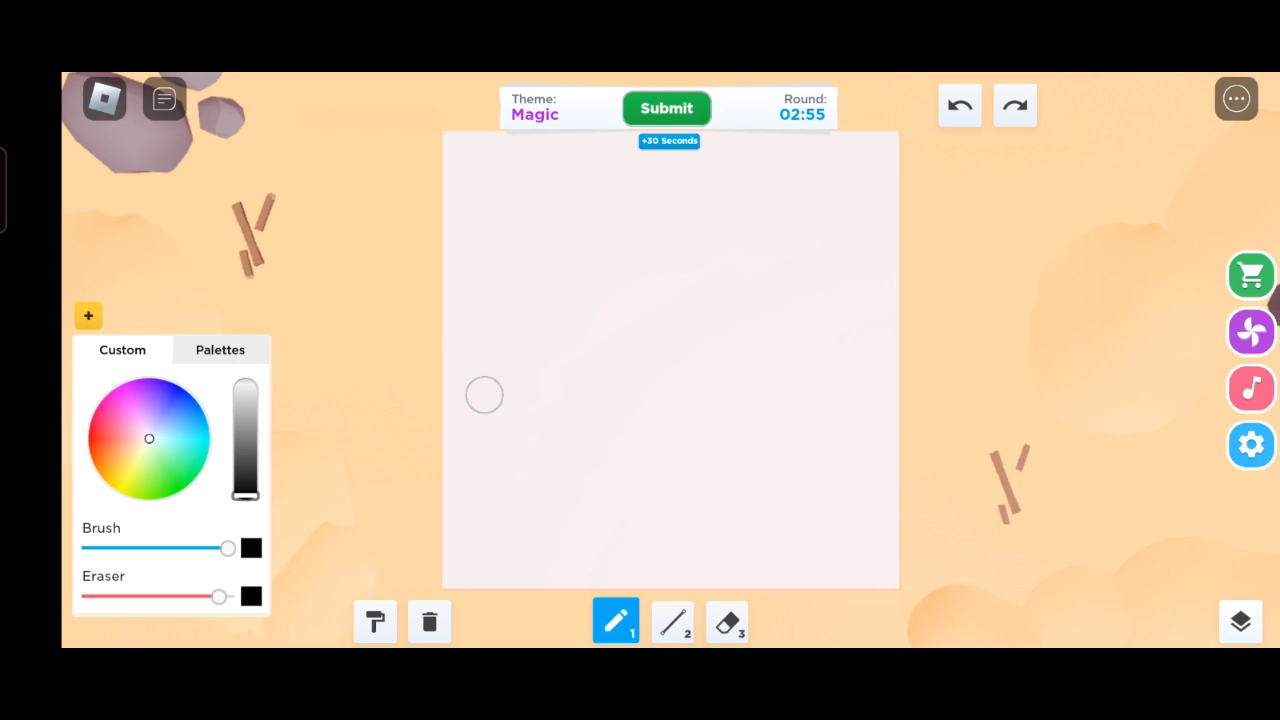 Theme:
Magic
Submit
Round:
02:55
+30 Seconds
+
Custom
Palettes
Brush
Eraser
1
2
3